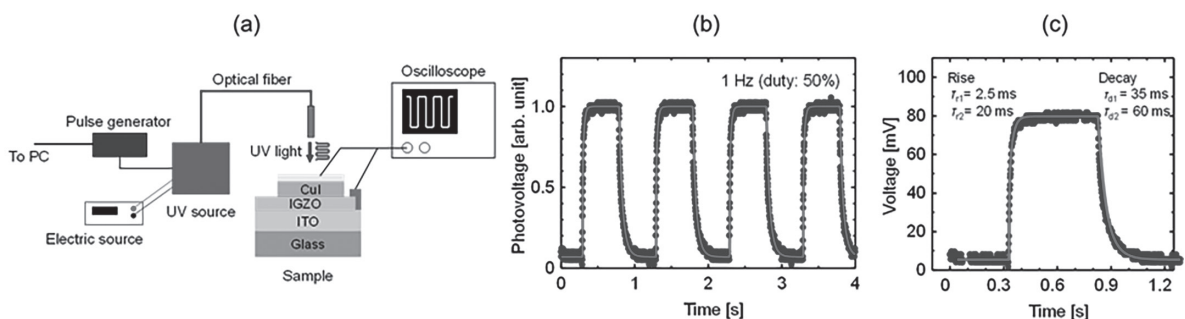 (a)
Optical fiber
Oscilloscope
Pulse generator
To PC
UV light
UV source
Electric source
CuI
IGZO
ITO
Glass
Sample
(b)
1 Hz (duty: 50%)
Photovoltage [arb. unit]
1.0
0.5
0
0 1 2 3 4
Time [s]
(c)
Rise
τr1 = 2.5 ms
τr2 = 20 ms
Decay
τd1 = 35 ms
τd2 = 60 ms
Voltage [mV]
100
80
60
40
20
0
0 0.3 0.6 0.9 1.2
Time [s]